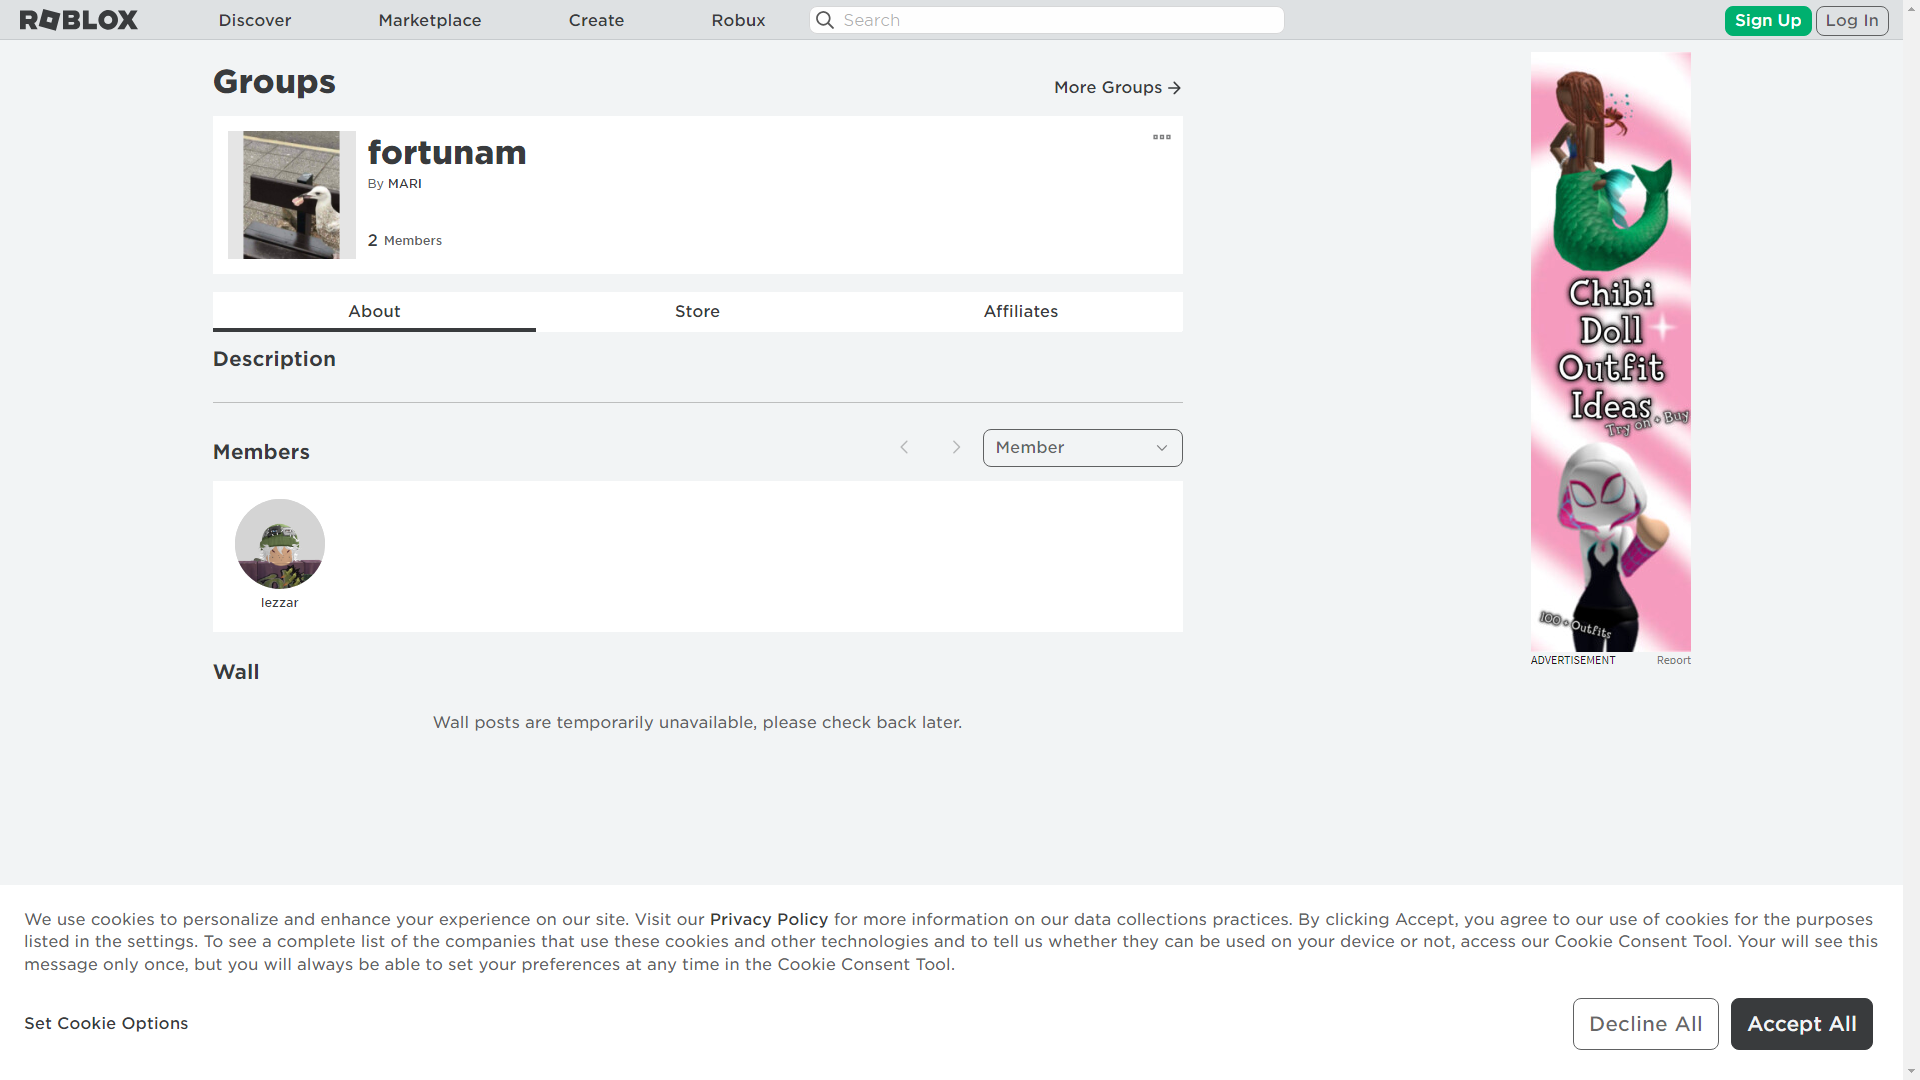 ROBLOX
Discover
Marketplace
Create
Robux
Search
Sign Up
Log In
Groups
More Groups
fortunam
By MARI
2 Members
About
Store
Affiliates
Description
Members
Member
lezzar
Wall
Wall posts are temporarily unavailable, please check back later.
Chibi
Doll
Outfit
Ideas
Try on + Buy
100 + Outfits
ADVERTISEMENT
Report
We use cookies to personalize and enhance your experience on our site. Visit our Privacy Policy for more information on our data collections practices. By clicking Accept, you agree to our use of cookies for the purposes
listed in the settings. To see a complete list of the companies that use these cookies and other technologies and to tell us whether they can be used on your device or not, access our Cookie Consent Tool. Your will see this
message only once, but you will always be able to set your preferences at any time in the Cookie Consent Tool.
Set Cookie Options
Decline All
Accept All